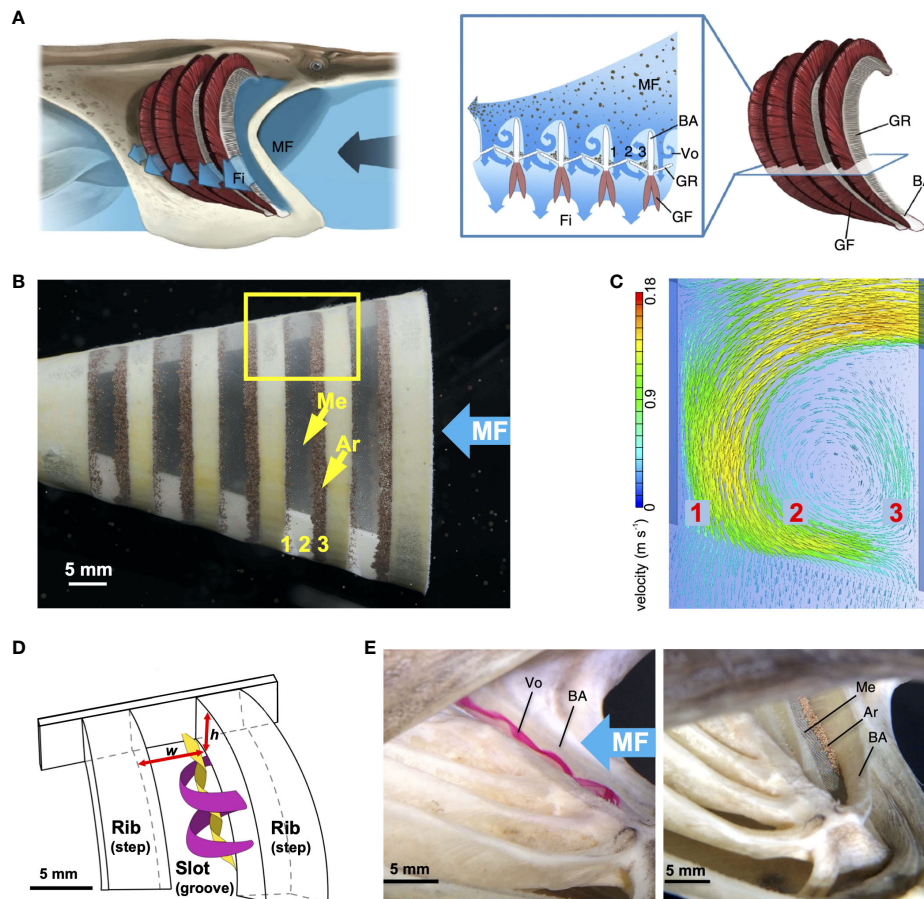 A
MF
Fi
MF
BA
1 2 3
Vo
GR
GF
Fi
GR
GF
B
B
Me
Ar
MF
1 2 3
5 mm
C
0.18
0.9
0
velocity (m s⁻¹)
1 2 3
D
w
h
Rib
(step)
Slot
(groove)
Rib
(step)
5 mm
E
Vo
BA
MF
5 mm
Me
Ar
BA
5 mm